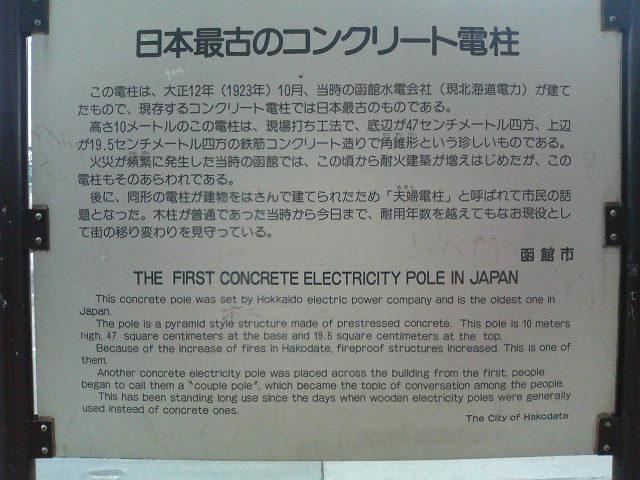 日本最古のコンクリート電柱
この電柱は、大正12年（1923年）10月、当時の函館水電会社（現北海道電力）が建て
たもので、現存するコンクリート電柱では日本最古のものである。
高さ10メートルのこの電柱は、現場打ち工法で、底辺が47センチメートル四方、上辺
が19.5センチメートル四方の鉄筋コンクリート造りで角錐形という珍しいものである。
火災が頻繁に発生した当時の函館では、この頃から耐火建築が増えはじめたが、この
電柱もそのあらわれである。
後に、同形の電柱が建物をはさんで建てられたため「夫婦電柱」と呼ばれて市民の話
題となった。木柱が普通であった当時から今日まで、耐用年数を越えてもなお現役とし
て街の移り変わりを見守っている。
函館市
THE FIRST CONCRETE ELECTRICITY POLE IN JAPAN
This concrete pole was set by Hokkaido electric power company and is the oldest one in
Japan.
The pole is a pyramid style structure made of prestressed concrete. This pole is 10 meters
high, 47 square centimeters at the base and 19.5 square centimeters at the top.
Because of the increase of fires in Hakodate, fireproof structures increased. This is one of
them.
Another concrete electricity pole was placed across the building from the first, people
began to call them a "couple pole", which became the topic of conversation among the people.
This has been standing long use since the days when wooden electricity poles were generally
used instead of concrete ones.
The City of Hakodate